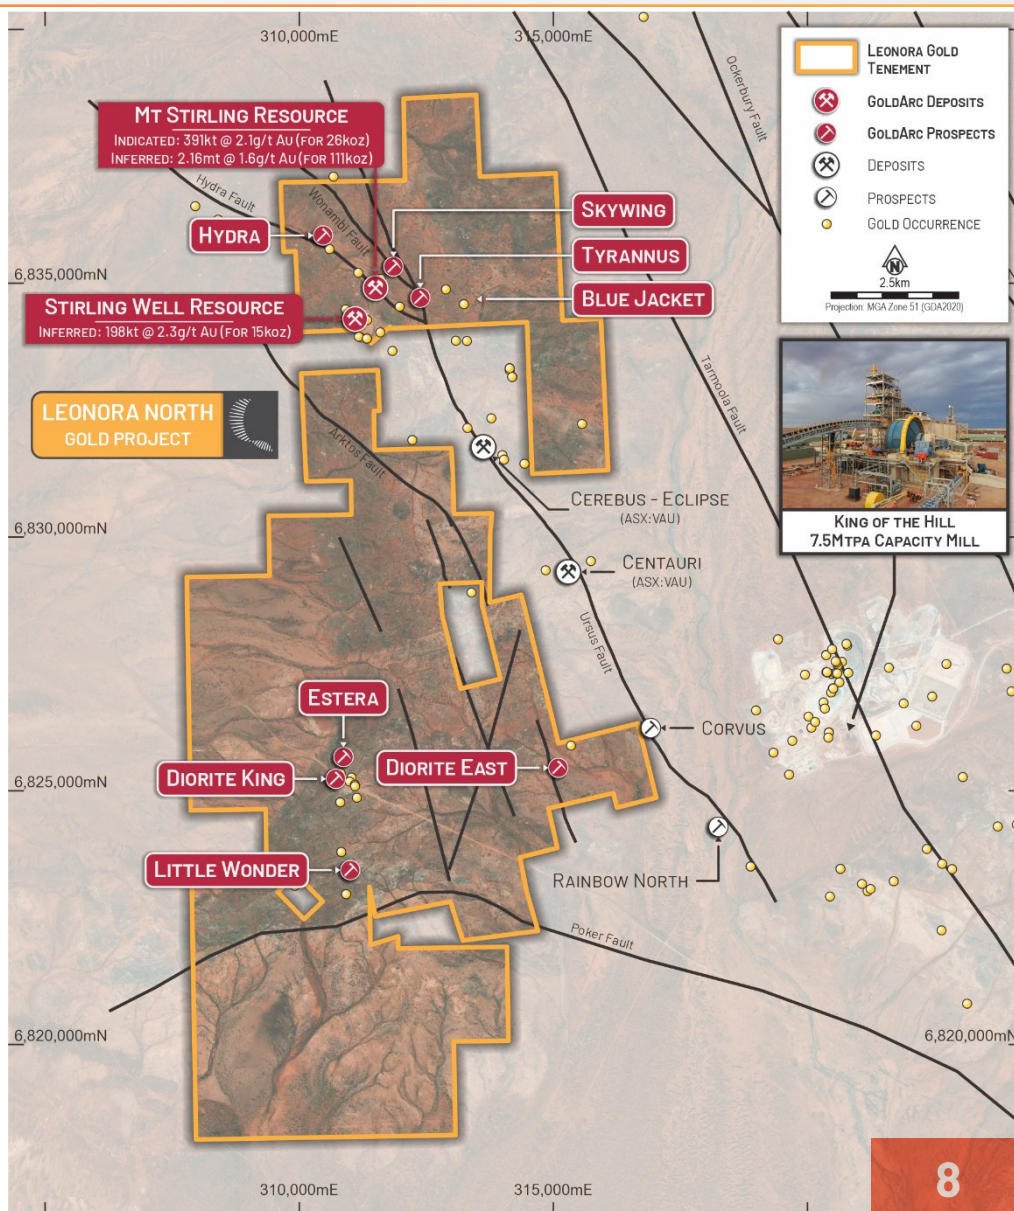 310,000mE
315,000mE
Ockerbury Fault
LEONORA GOLD
TENEMENT
GOLDARC DEPOSITS
GOLDARC PROSPECTS
DEPOSITS
PROSPECTS
GOLD OCCURRENCE
N
2.5km
Projection: MGA Zone 51 (GDA2020)
MT STIRLING RESOURCE
INDICATED: 391KT @ 2.1G/T AU (FOR 26KOZ)
INFERRED: 2.16MT @ 1.6G/T AU (FOR 111KOZ)
Hydra Fault
Wonambi Fault
HYDRA
SKYWING
TYRANNUS
BLUE JACKET
6,835,000mN
STIRLING WELL RESOURCE
INFERRED: 198KT @ 2.3G/T AU (FOR 15KOZ)
Tarmoola Fault
LEONORA NORTH
GOLD PROJECT
Arktos Fault
CEREBUS - ECLIPSE
(ASX:VAU)
KING OF THE HILL
7.5MTPA CAPACITY MILL
6,830,000mN
CENTAURI
(ASX:VAU)
Ursus Fault
ESTERA
CORVUS
DIORITE KING
DIORITE EAST
6,825,000mN
LITTLE WONDER
RAINBOW NORTH
Poker Fault
6,820,000mN
6,820,000mN
310,000mE
315,000mE
8